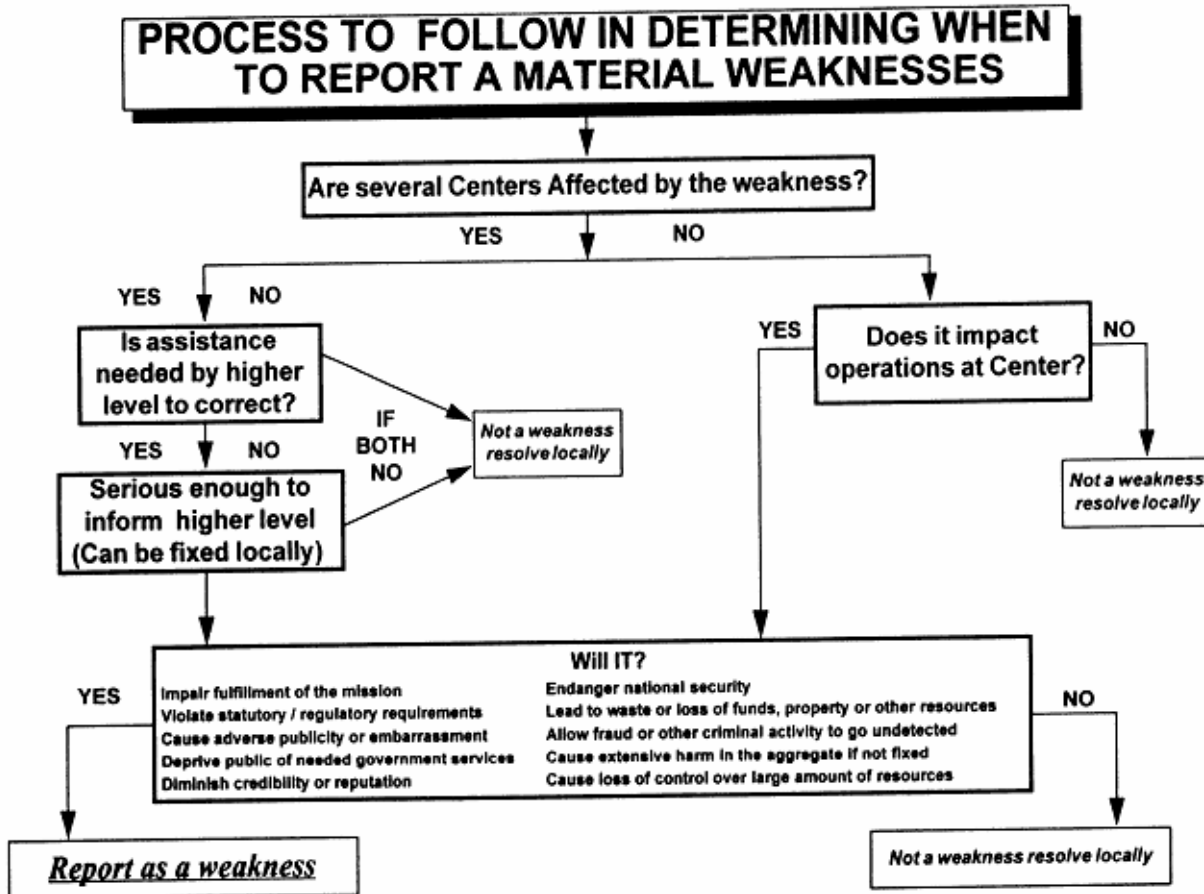 PROCESS TO FOLLOW IN DETERMINING WHEN
TO REPORT A MATERIAL WEAKNESSES
Are several Centers Affected by the weakness?
YES NO
YES NO
Is assistance
needed by higher
level to correct?
YES NO
Serious enough to
inform higher level
(Can be fixed locally)
IF
BOTH
NO
Not a weakness
resolve locally
YES
Does it impact
operations at Center?
NO
Not a weakness
resolve locally
YES
Will IT?
Impair fulfillment of the mission
Violate statutory / regulatory requirements
Cause adverse publicity or embarrassment
Deprive public of needed government services
Diminish credibility or reputation
Endanger national security
Lead to waste or loss of funds, property or other resources
Allow fraud or other criminal activity to go undetected
Cause extensive harm in the aggregate if not fixed
Cause loss of control over large amount of resources
NO
Report as a weakness
Not a weakness resolve locally